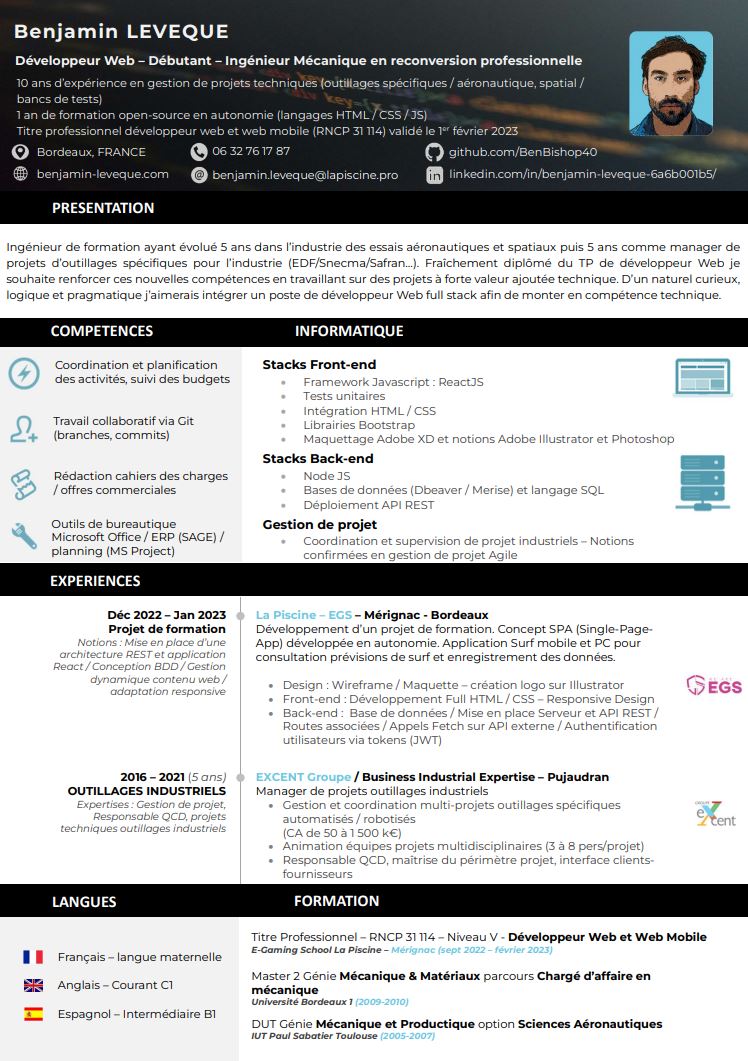 Benjamin LEVEQUE
Développeur Web – Débutant – Ingénieur Mécanique en reconversion professionnelle
10 ans d’expérience en gestion de projets techniques (outillages spécifiques / aéronautique, spatial /
bancs de tests)
1 an de formation open-source en autonomie (langages HTML / CSS / JS)
Titre professionnel développeur web et web mobile (RNCP 31 114) validé le 1er février 2023
Bordeaux, FRANCE
06 32 76 17 87
github.com/BenBishop40
benjamin-leveque.com
benjamin.leveque@lapiscine.pro
linkedin.com/in/benjamin-leveque-6a6b001b5/
PRESENTATION
Ingénieur de formation ayant évolué 5 ans dans l’industrie des essais aéronautiques et spatiaux puis 5 ans comme manager de
projets d’outillages spécifiques pour l’industrie (EDF/Snecma/Safran…). Fraîchement diplômé du TP de développeur Web je
souhaite renforcer ces nouvelles compétences en travaillant sur des projets à forte valeur ajoutée technique. D’un naturel curieux,
logique et pragmatique j’aimerais intégrer un poste de développeur Web full stack afin de monter en compétence technique.
COMPETENCES
Coordination et planification
des activités, suivi des budgets
Travail collaboratif via Git
(branches, commits)
Rédaction cahiers des charges
/ offres commerciales
Outils de bureautique
Microsoft Office / ERP (SAGE) /
planning (MS Project)
INFORMATIQUE
Stacks Front-end
• Framework Javascript : ReactJS
• Tests unitaires
• Intégration HTML / CSS
• Librairies Bootstrap
• Maquettage Adobe XD et notions Adobe Illustrator et Photoshop
Stacks Back-end
• Node JS
• Bases de données (Dbeaver / Merise) et langage SQL
• Déploiement API REST
Gestion de projet
• Coordination et supervision de projet industriels – Notions
confirmées en gestion de projet Agile
EXPERIENCES
Déc 2022 – Jan 2023
Projet de formation
Notions : Mise en place d’une
architecture REST et application
React / Conception BDD / Gestion
dynamique contenu web /
adaptation responsive
La Piscine – EGS – Mérignac - Bordeaux
Développement d’un projet de formation. Concept SPA (Single-Page-
App) développée en autonomie. Application Surf mobile et PC pour
consultation prévisions de surf et enregistrement des données.
• Design : Wireframe / Maquette – création logo sur Illustrator
• Front-end : Développement Full HTML / CSS – Responsive Design
• Back-end : Base de données / Mise en place Serveur et API REST /
Routes associées / Appels Fetch sur API externe / Authentification
utilisateurs via tokens (JWT)
EGS
2016 – 2021 (5 ans)
OUTILLAGES INDUSTRIELS
Expertises : Gestion de projet,
Responsable QCD, projets
techniques outillages industriels
EXCENT Groupe / Business Industrial Expertise – Pujaudran
Manager de projets outillages industriels
• Gestion et coordination multi-projets outillages spécifiques
automatisés / robotisés
(CA de 50 à 1 500 k€)
• Animation équipes projets multidisciplinaires (3 à 8 pers/projet)
• Responsable QCD, maîtrise du périmètre projet, interface clients-
fournisseurs
eXcent
LANGUES
Français – langue maternelle
Anglais – Courant C1
Espagnol – Intermédiaire B1
FORMATION
Titre Professionnel – RNCP 31 114 – Niveau V - Développeur Web et Web Mobile
E-Gaming School La Piscine – Mérignac (sept 2022 – février 2023)
Master 2 Génie Mécanique & Matériaux parcours Chargé d’affaire en
mécanique
Université Bordeaux 1 (2009-2010)
DUT Génie Mécanique et Productique option Sciences Aéronautiques
IUT Paul Sabatier Toulouse (2005-2007)